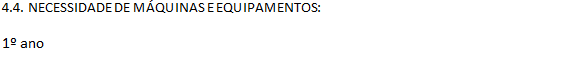 4.4. NECESSIDADE DE MÁQUINAS E EQUIPAMENTOS:
1º ano